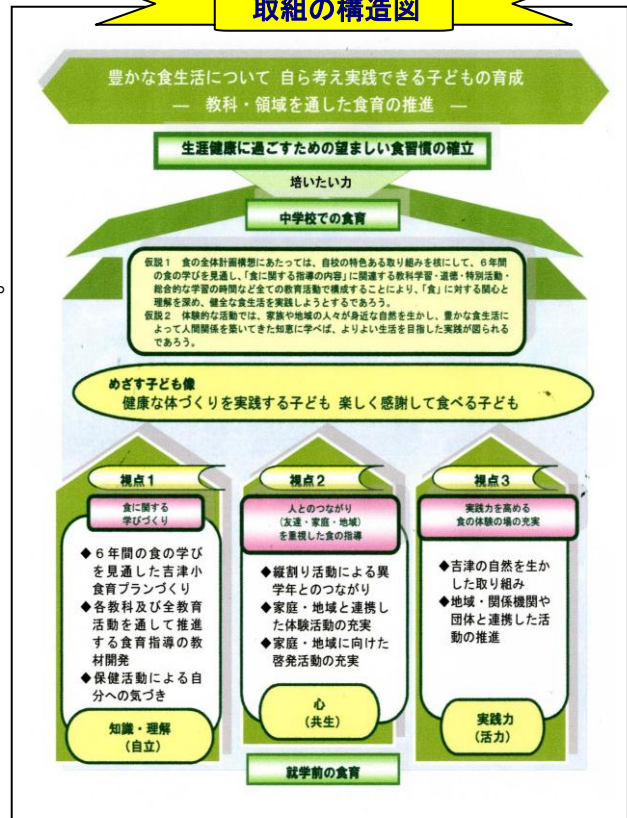 取組の構造図
豊かな食生活について 自ら考え実践できる子どもの育成
― 教科・領域を通した食育の推進 ―
生涯健康に過ごすための望ましい食習慣の確立
培いたい力
中学校での食育
仮説1 食の全体計画構想にあたっては、自校の特色ある取り組みを核にして、6年間
の食の学びを見通し、「食に関する指導の内容」に関連する教科学習・道徳・特別活動・
総合的な学習の時間など全ての教育活動で構成することにより、「食」に対する関心と
理解を深め、健全な食生活を実践しようとするであろう。
仮説2 体験的な活動では、家族や地域の人々が身近な自然を生かし、豊かな食生活に
よって人間関係を築いてきた知恵に学べば、よりよい生活を目指した実践が図られる
であろう。
めざす子ども像
健康な体づくりを実践する子ども 楽しく感謝して食べる子ども
視点1
食に関する
学びづくり
◆6年間の食の学び
を見通した吉津小
食育プランづくり
◆各教科及び全教育
活動を通して推進
する食育指導の教
材開発
◆保健活動による自
分への気づき
知識・理解
(自立)
視点2
人とのつながり
(友達・家庭・地域)
を重視した食の指導
◆縦割り活動による異
学年とのつながり
◆家庭・地域と連携し
た体験活動の充実
◆家庭・地域に向けた
啓発活動の充実
心
(共生)
視点3
実践力を高める
食の体験の場の充実
◆吉津の自然を生か
した取り組み
◆地域・関係機関や
団体と連携した活
動の推進
実践力
(活力)
就学前の食育
。